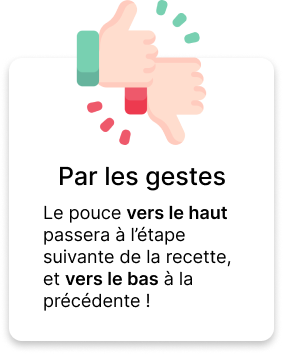 Par les gestes
Le pouce vers le haut
passera à l’étape
suivante de la recette,
et vers le bas à la
précédente !